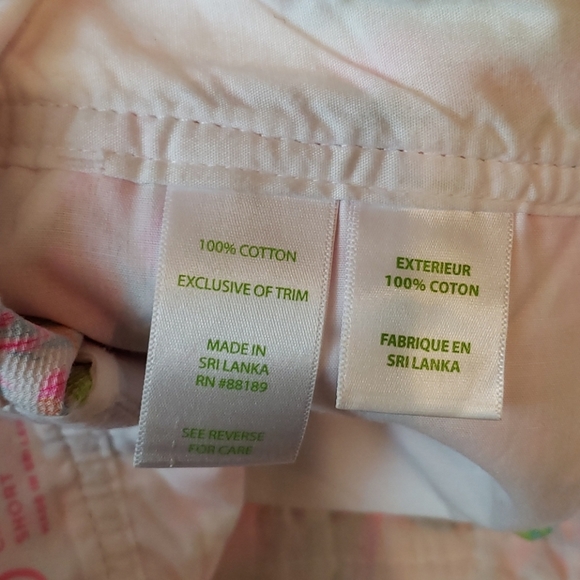 100% COTTON
EXCLUSIVE OF TRIM
MADE IN
SRI LANKA
RN #88189
SEE REVERSE
FOR CARE
EXTERIEUR
100% COTON
FABRIQUE EN
SRI LANKA
SHORT